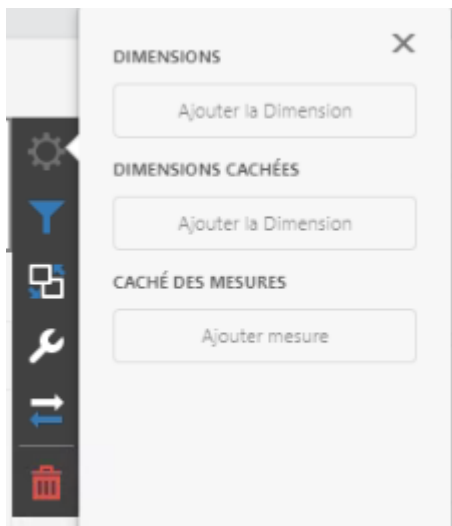 DIMENSIONS
Ajouter la Dimension
DIMENSIONS CACHÉES
Ajouter la Dimension
CACHÉ DES MESURES
Ajouter mesure